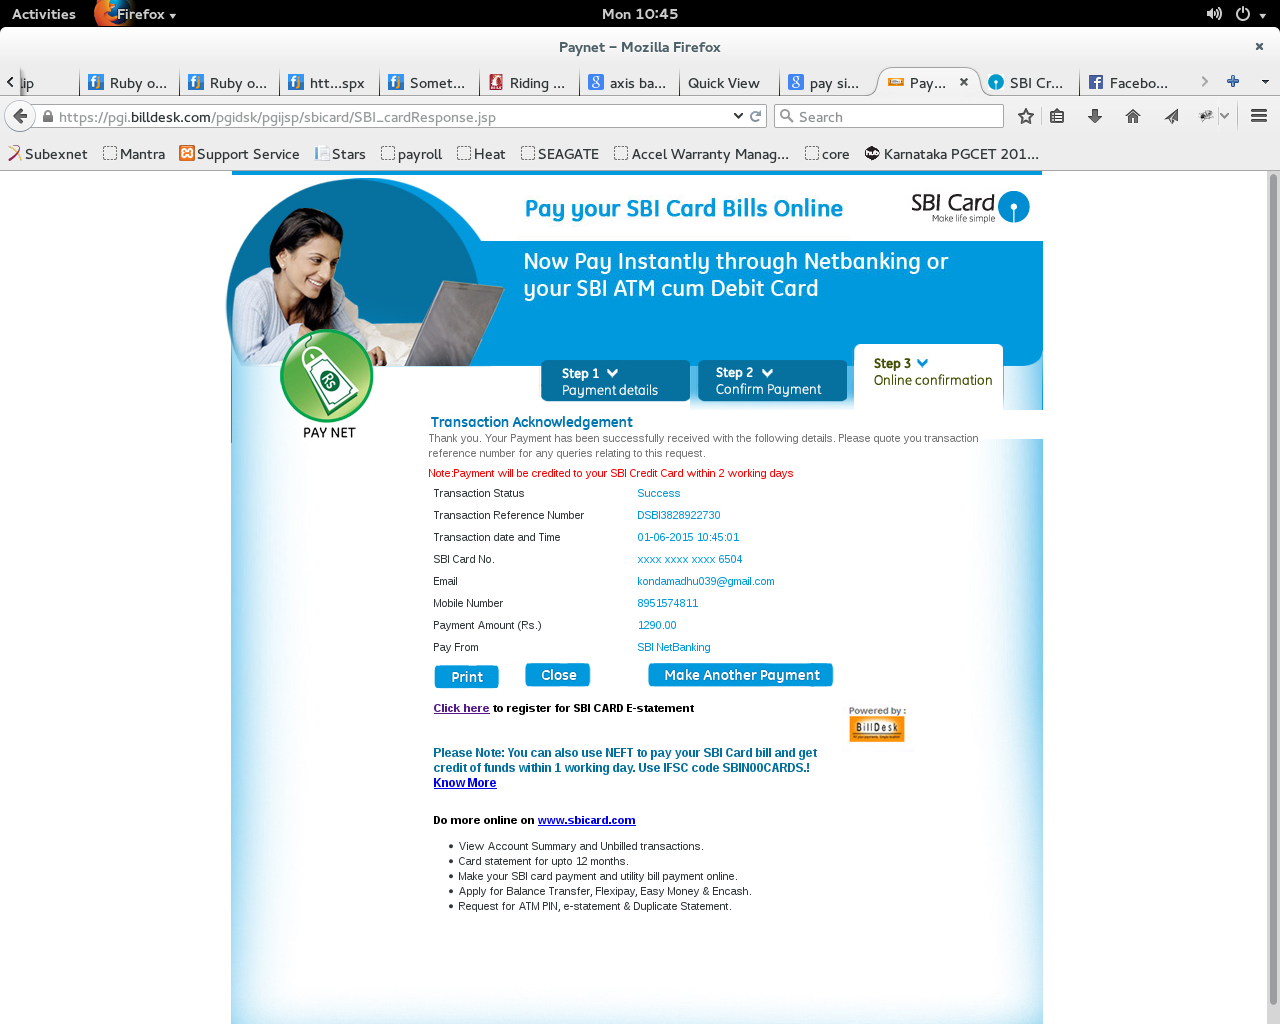 Activities Firefox Mon 10:45
Paynet – Mozilla Firefox
lip Ruby o... Ruby o... htt...spx Somet... Riding ... axis ba... Quick View pay si... Pay... SBI Cr... Facebo...
https://pgi.billdesk.com/pgidsk/pgijsp/sbicard/SBI_cardResponse.jsp Search
Subexnet Mantra Support Service Stars payroll Heat SEAGATE Accel Warranty Manag... core Karnataka PGCET 201...
Pay your SBI Card Bills Online
SBI Card
Make life simple
Now Pay Instantly through Netbanking or
your SBI ATM cum Debit Card
Step 1
Payment details
Step 2
Confirm Payment
Step 3
Online confirmation
RS
PAY NET
Transaction Acknowledgement
Thank you. Your Payment has been successfully received with the following details. Please quote you transaction
reference number for any queries relating to this request.
Note:Payment will be credited to your SBI Credit Card within 2 working days
Transaction Status Success
Transaction Reference Number DSBI3828922730
Transaction date and Time 01-06-2015 10:45:01
SBI Card No. xxxx xxxx xxxx 6504
Email kondamadhu039@gmail.com
Mobile Number 8951574811
Payment Amount (Rs.) 1290.00
Pay From SBI NetBanking
Print Close Make Another Payment
Click here to register for SBI CARD E-statement
Powered by :
BillDesk
Please Note: You can also use NEFT to pay your SBI Card bill and get
credit of funds within 1 working day. Use IFSC code SBIN00CARDS.!
Know More
Do more online on www.sbicard.com
• View Account Summary and Unbilled transactions.
• Card statement for upto 12 months.
• Make your SBI card payment and utility bill payment online.
• Apply for Balance Transfer, Flexipay, Easy Money & Encash.
• Request for ATM PIN, e-statement & Duplicate Statement.